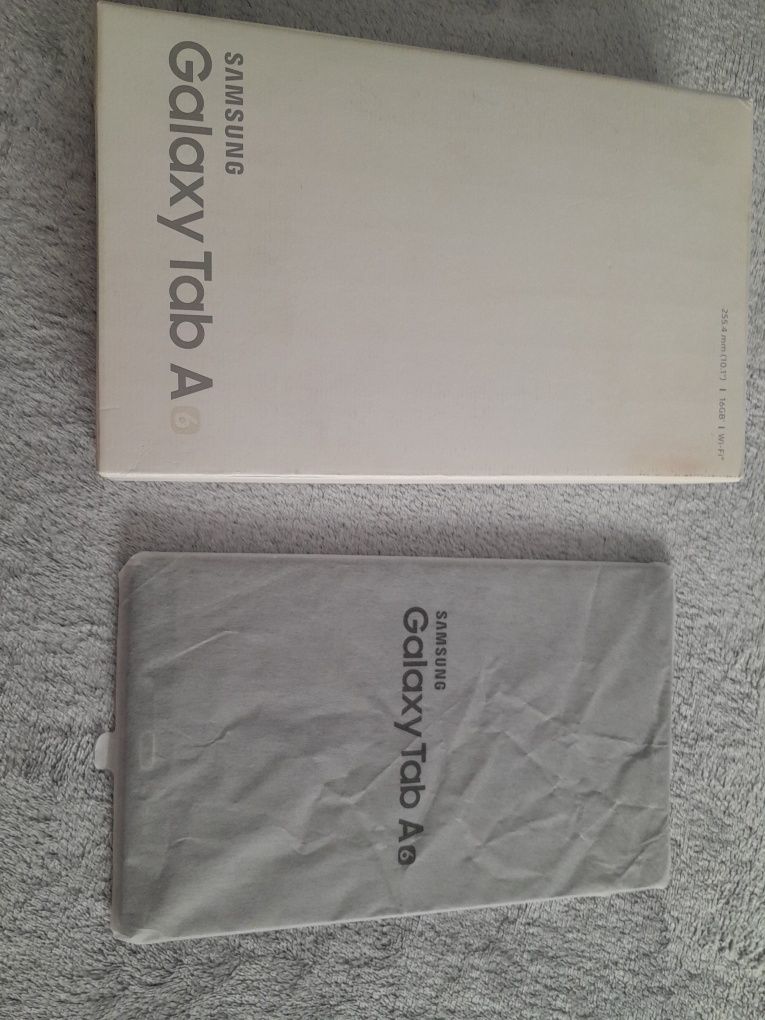 SAMSUNG
Galaxy Tab A 6
255.4 mm (10.1") | 16GB* | Wi-Fi*
SAMSUNG
Galaxy Tab A 6